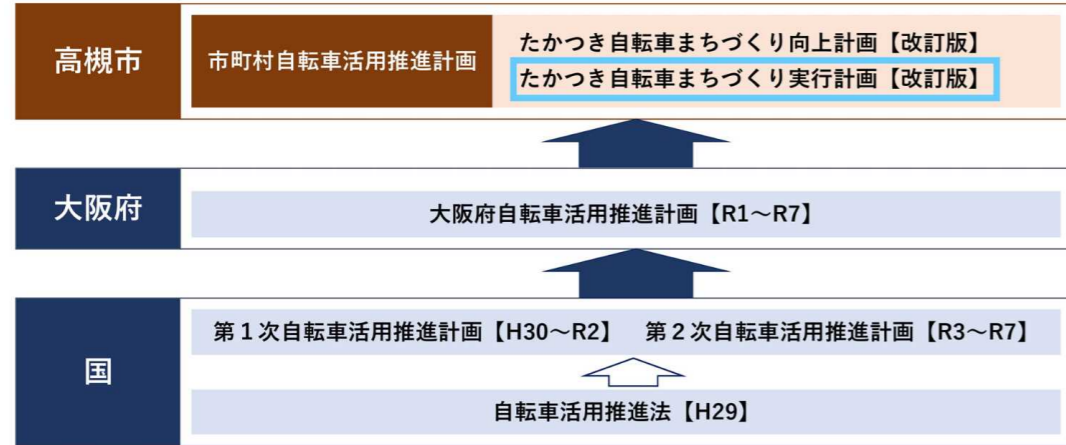 高槻市
市町村自転車活用推進計画
たかつき自転車まちづくり向上計画【改訂版】
たかつき自転車まちづくり実行計画【改訂版】
大阪府
大阪府自転車活用推進計画【R1～R7】
国
第１次自転車活用推進計画【H30～R2】　第２次自転車活用推進計画【R3～R7】
自転車活用推進法【H29】